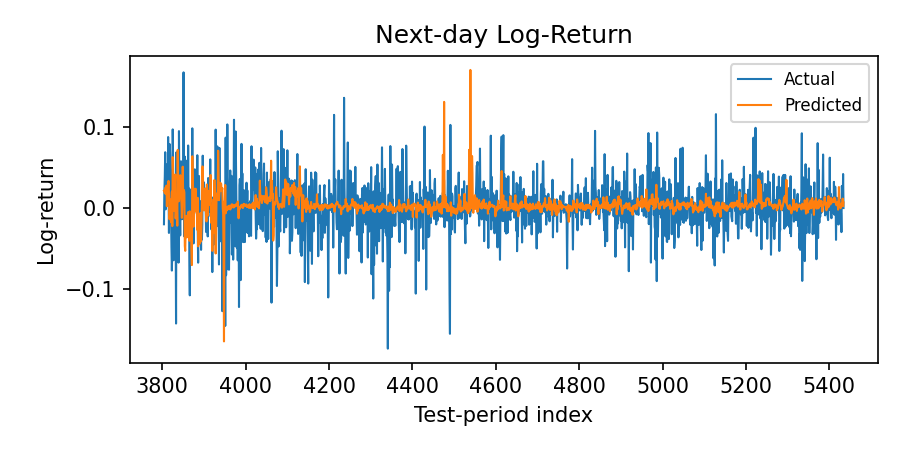 Next-day Log-Return
Actual
Predicted
Log-return
0.1
0.0
−0.1
3800 4000 4200 4400 4600 4800 5000 5200 5400
Test-period index